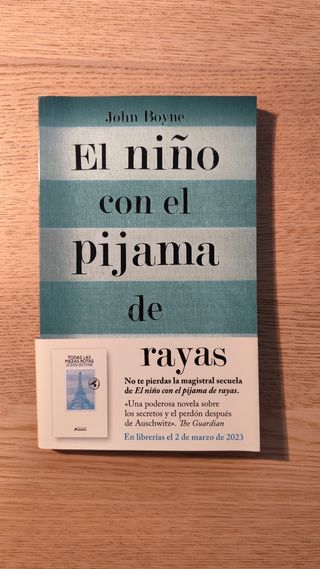 John Boyne
El niño
con el
pijama
de
rayas
TODAS LAS
PIEZAS ROTAS
JOHN BOYNE
No te pierdas la magistral secuela
de El niño con el pijama de rayas.
«Una poderosa novela sobre
los secretos y el perdón después
de Auschwitz». The Guardian
En librerías el 2 de marzo de 2023